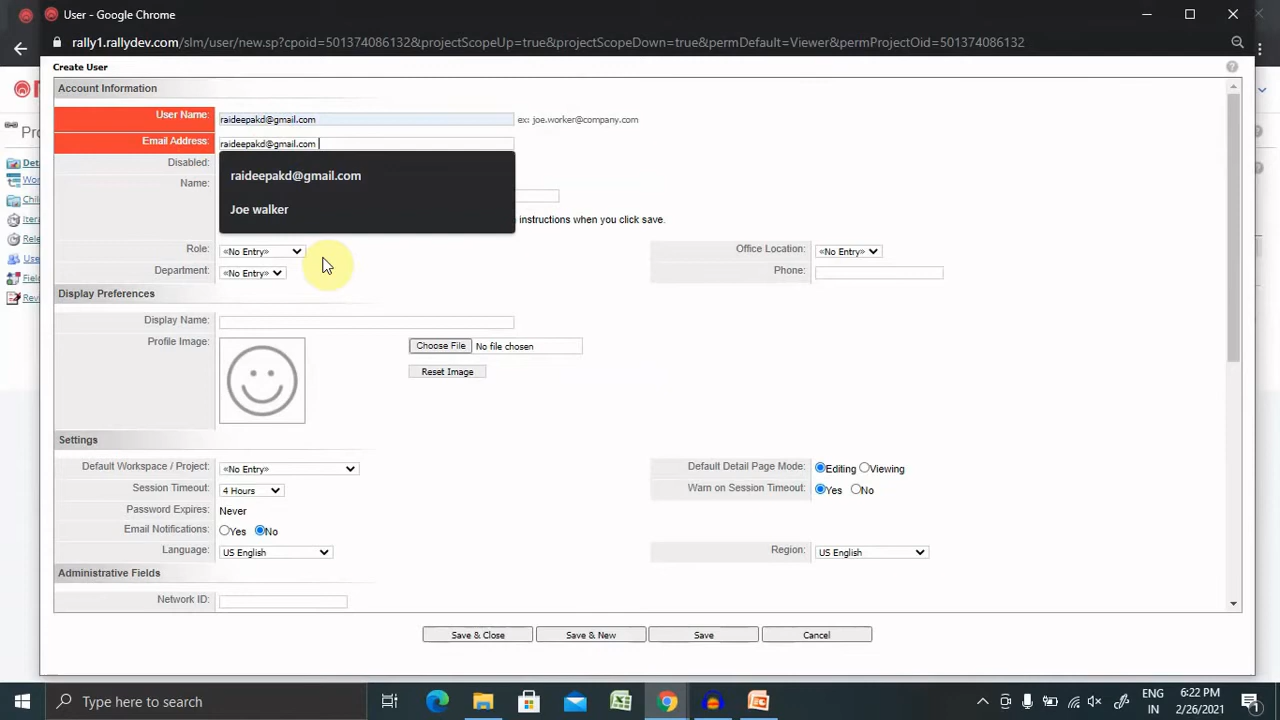 User - Google Chrome
rally1.rallydev.com/slm/user/new.sp?cpoid=501374086132&projectScopeUp=true&projectScopeDown=true&permDefault=Viewer&permProjectOid=501374086132
Create User
Account Information
User Name: raideepakd@gmail.com ex: joe.worker@company.com
Email Address: raideepakd@gmail.com
Disabled:
raideepakd@gmail.com
Name:
Joe walker
instructions when you click save.
Role: «No Entry» Office Location: «No Entry»
Department: «No Entry» Phone:
Display Preferences
Display Name:
Profile Image: Choose File No file chosen
Reset Image
Settings
Default Workspace / Project: «No Entry» Default Detail Page Mode: Editing Viewing
Session Timeout: 4 Hours Warn on Session Timeout: Yes No
Password Expires: Never
Email Notifications: Yes No
Language: US English Region: US English
Administrative Fields
Network ID:
Save & Close Save & New Save Cancel
Type here to search
ENG
IN
6:22 PM
2/26/2021